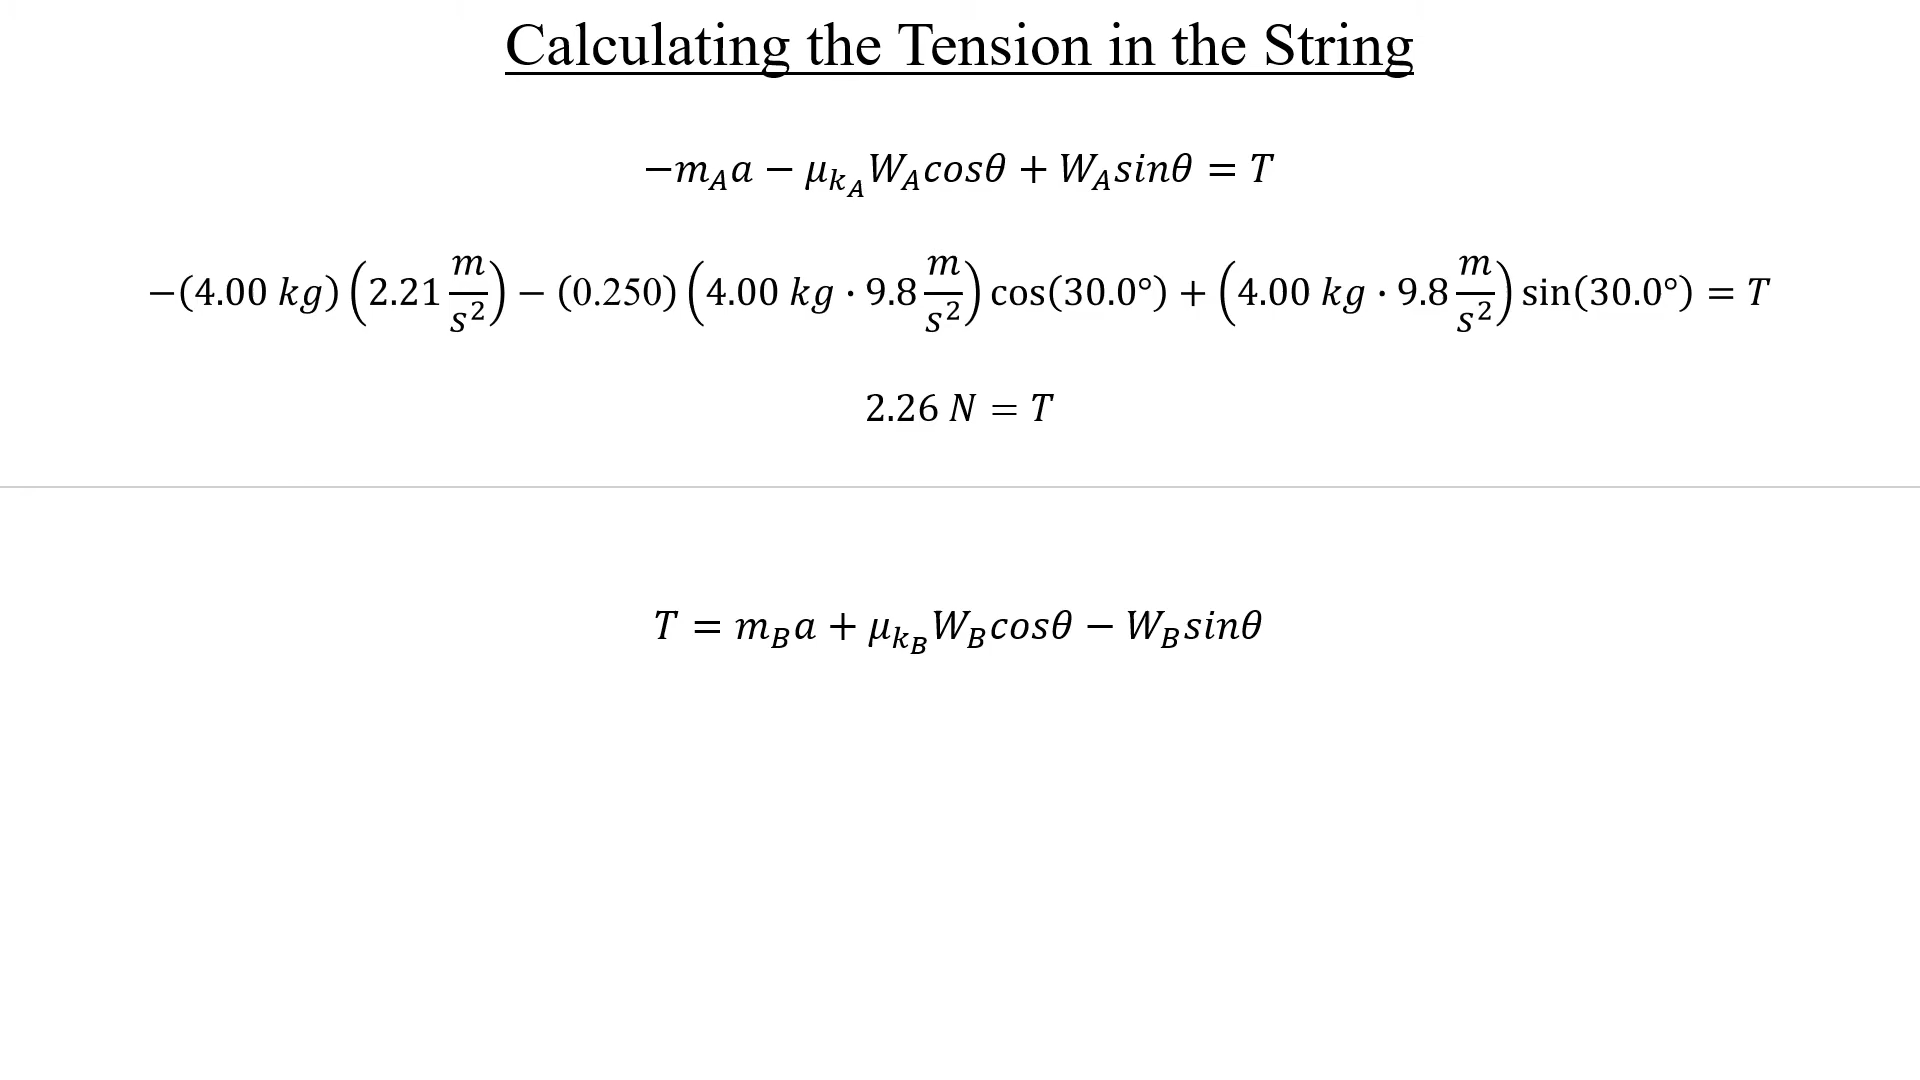 Calculating the Tension in the String
−m_A a − μ_{k_A} W_A cosθ + W_A sinθ = T
−(4.00 kg)(2.21 m/s²) − (0.250)(4.00 kg · 9.8 m/s²) cos(30.0°) + (4.00 kg · 9.8 m/s²) sin(30.0°) = T
2.26 N = T
T = m_B a + μ_{k_B} W_B cosθ − W_B sinθ